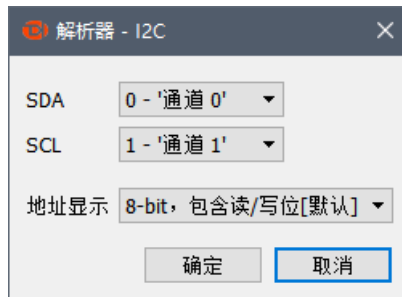 解析器 - I2C
SDA 0 - '通道 0'
SCL 1 - '通道 1'
地址显示 8-bit，包含读/写位[默认]
确定 取消